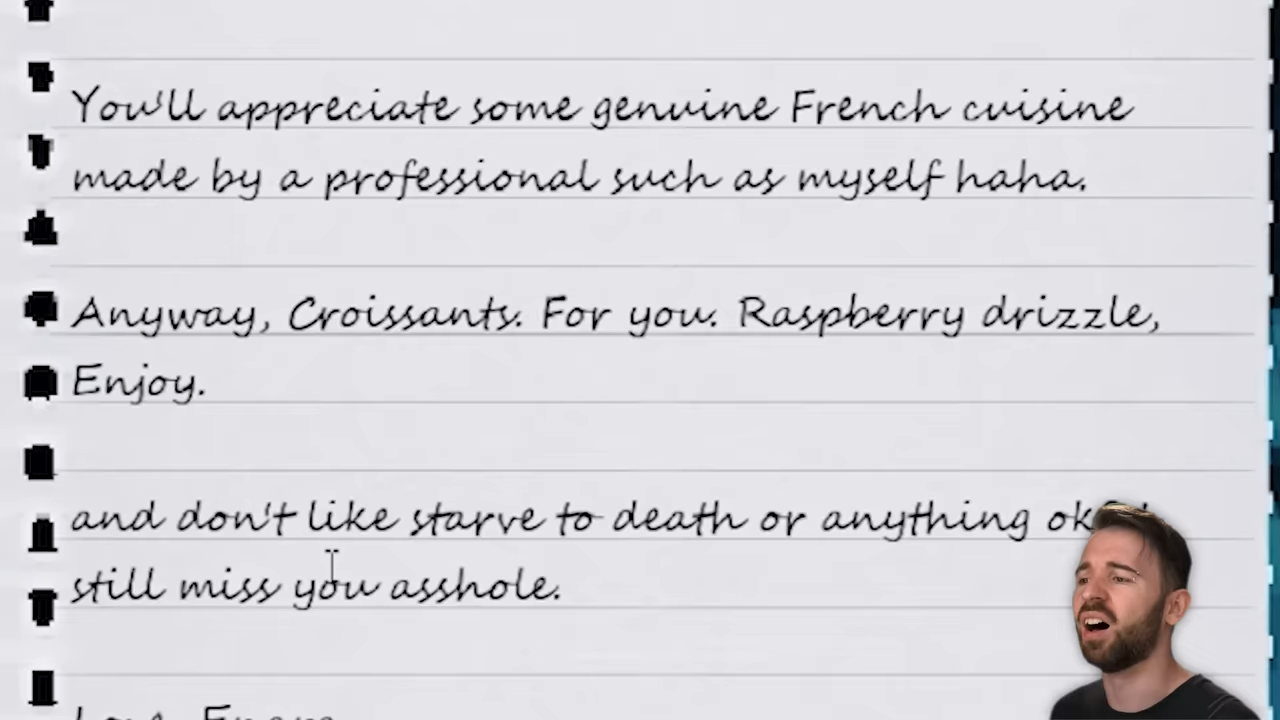 You'll appreciate some genuine French cuisine
made by a professional such as myself haha.
Anyway, Croissants. For you. Raspberry drizzle,
Enjoy.
and don't like starve to death or anything
still miss you asshole.